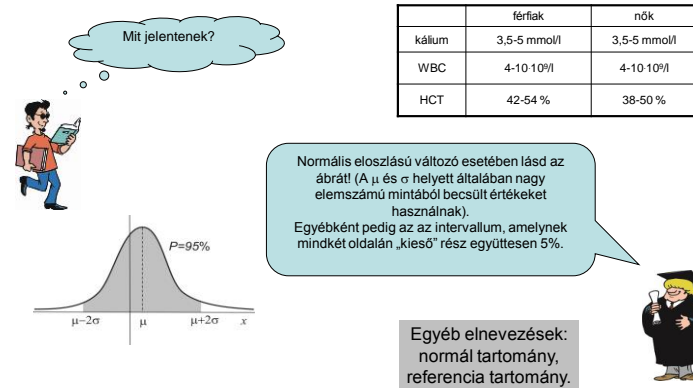 Mit jelentenek?
férfiak nők
kálium 3,5-5 mmol/l 3,5-5 mmol/l
WBC 4-10·10⁹/l 4-10·10⁹/l
HCT 42-54 % 38-50 %
Normális eloszlású változó esetében lásd az
ábrát! (A μ és σ helyett általában nagy
elemszámú mintából becsült értékeket
használnak).
Egyébként pedig az az intervallum, amelynek
mindkét oldalán „kieső” rész együttesen 5%.
P=95%
μ−2σ μ μ+2σ x
Egyéb elnevezések:
normál tartomány,
referencia tartomány.